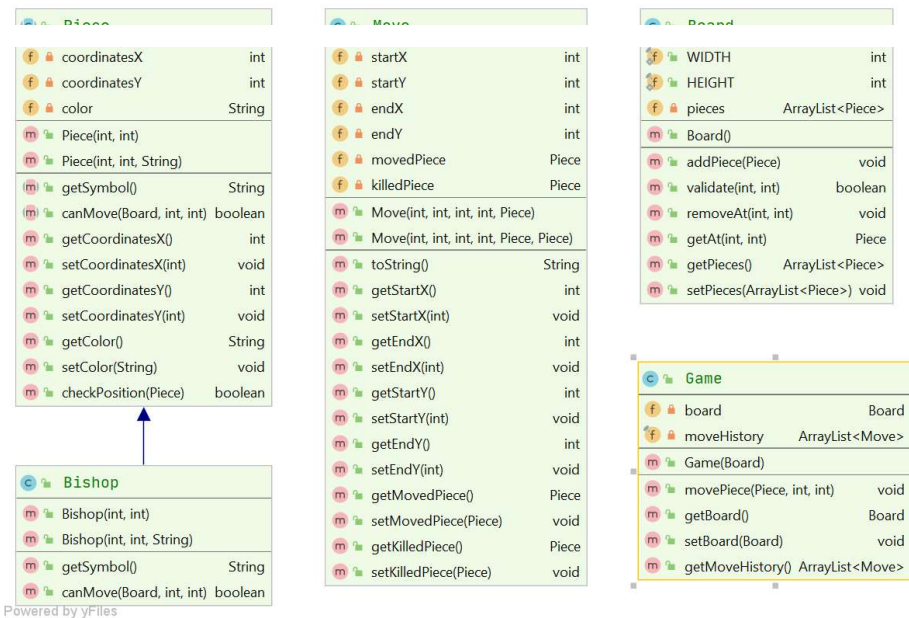 Piece
coordinatesX int
coordinatesY int
color String
Piece(int, int)
Piece(int, int, String)
getSymbol() String
canMove(Board, int, int) boolean
getCoordinatesX() int
setCoordinatesX(int) void
getCoordinatesY() int
setCoordinatesY(int) void
getColor() String
setColor(String) void
checkPosition(Piece) boolean
Bishop
Bishop(int, int)
Bishop(int, int, String)
getSymbol() String
canMove(Board, int, int) boolean
Powered by yFiles
Move
startX int
startY int
endX int
endY int
movedPiece Piece
killedPiece Piece
Move(int, int, int, int, Piece)
Move(int, int, int, int, Piece, Piece)
toString() String
getStartX() int
setStartX(int) void
getEndX() int
setEndX(int) void
getStartY() int
setStartY(int) void
getEndY() int
setEndY(int) void
getMovedPiece() Piece
setMovedPiece(Piece) void
getKilledPiece() Piece
setKilledPiece(Piece) void
Board
WIDTH int
HEIGHT int
pieces ArrayList<Piece>
Board()
addPiece(Piece) void
validate(int, int) boolean
removeAt(int, int) void
getAt(int, int) Piece
getPieces() ArrayList<Piece>
setPieces(ArrayList<Piece>) void
Game
board Board
moveHistory ArrayList<Move>
Game(Board)
movePiece(Piece, int, int) void
getBoard() Board
setBoard(Board) void
getMoveHistory() ArrayList<Move>